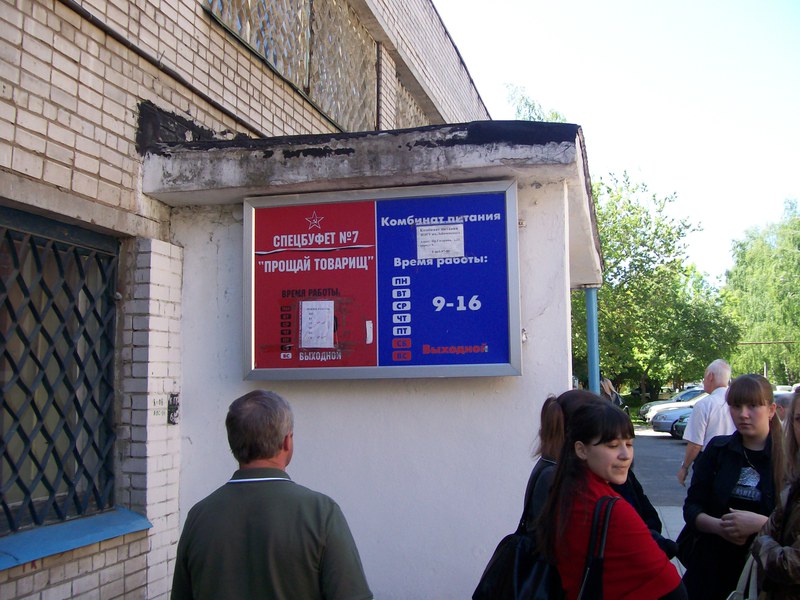 СПЕЦБУФЕТ №7
"ПРОЩАЙ ТОВАРИЩ"
ВРЕМЯ РАБОТЫ:
ВС ВЫХОДНОЙ
Комбинат питания
Время работы:
ПН
ВТ
СР
ЧТ
ПТ
СБ
ВС
9-16
Выходной